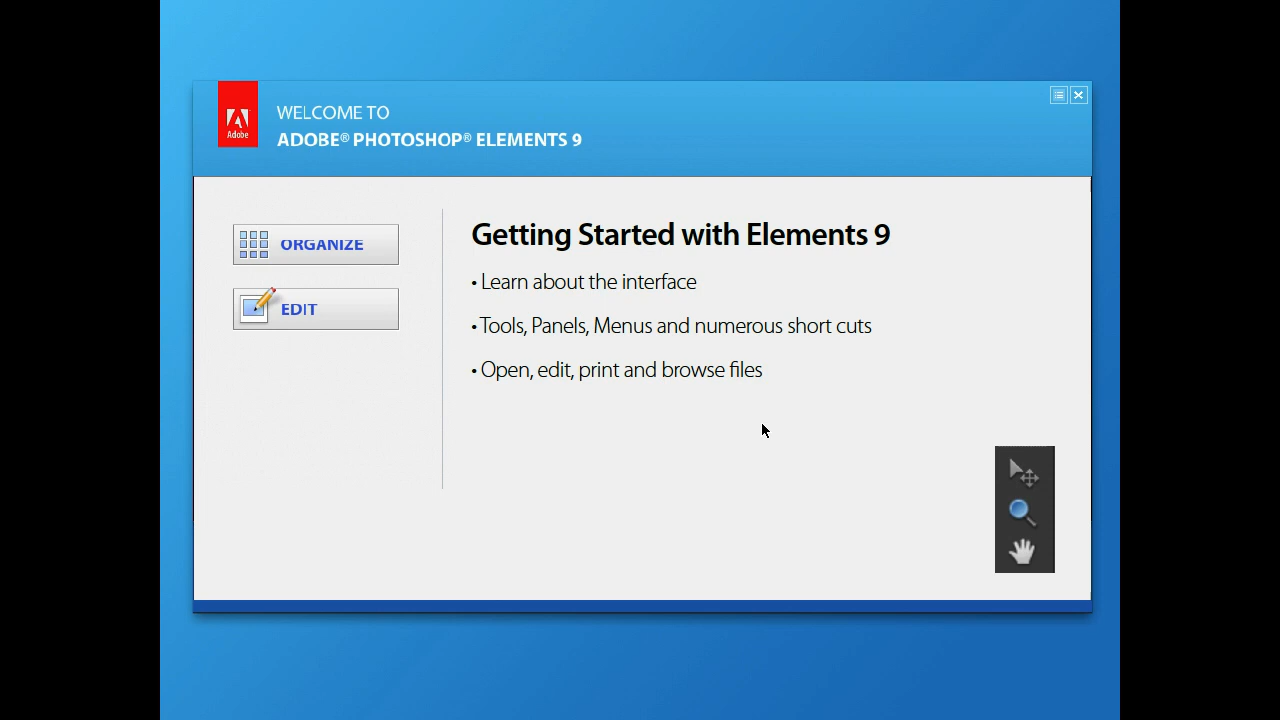 Adobe
WELCOME TO
ADOBE® PHOTOSHOP® ELEMENTS 9
ORGANIZE
EDIT
Getting Started with Elements 9
• Learn about the interface
• Tools, Panels, Menus and numerous short cuts
• Open, edit, print and browse files